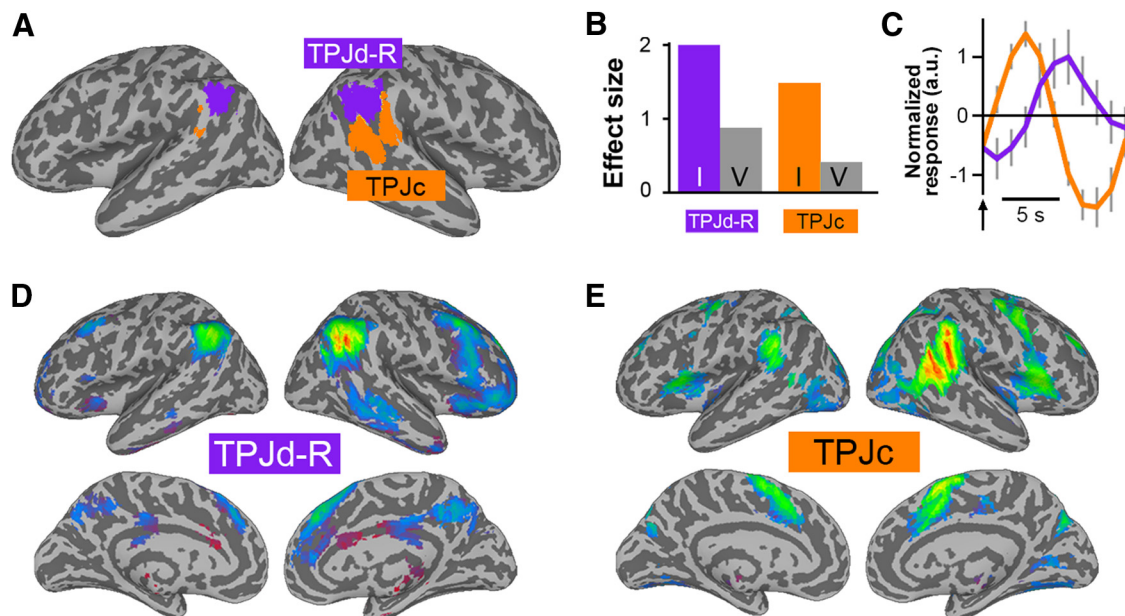 A
TPJd-R
TPJc
B
Effect size
2
1
0
I
V
I
V
TPJd-R
TPJc
C
Normalized
response (a.u.)
1
0
-1
5 s
D
TPJd-R
E
TPJc